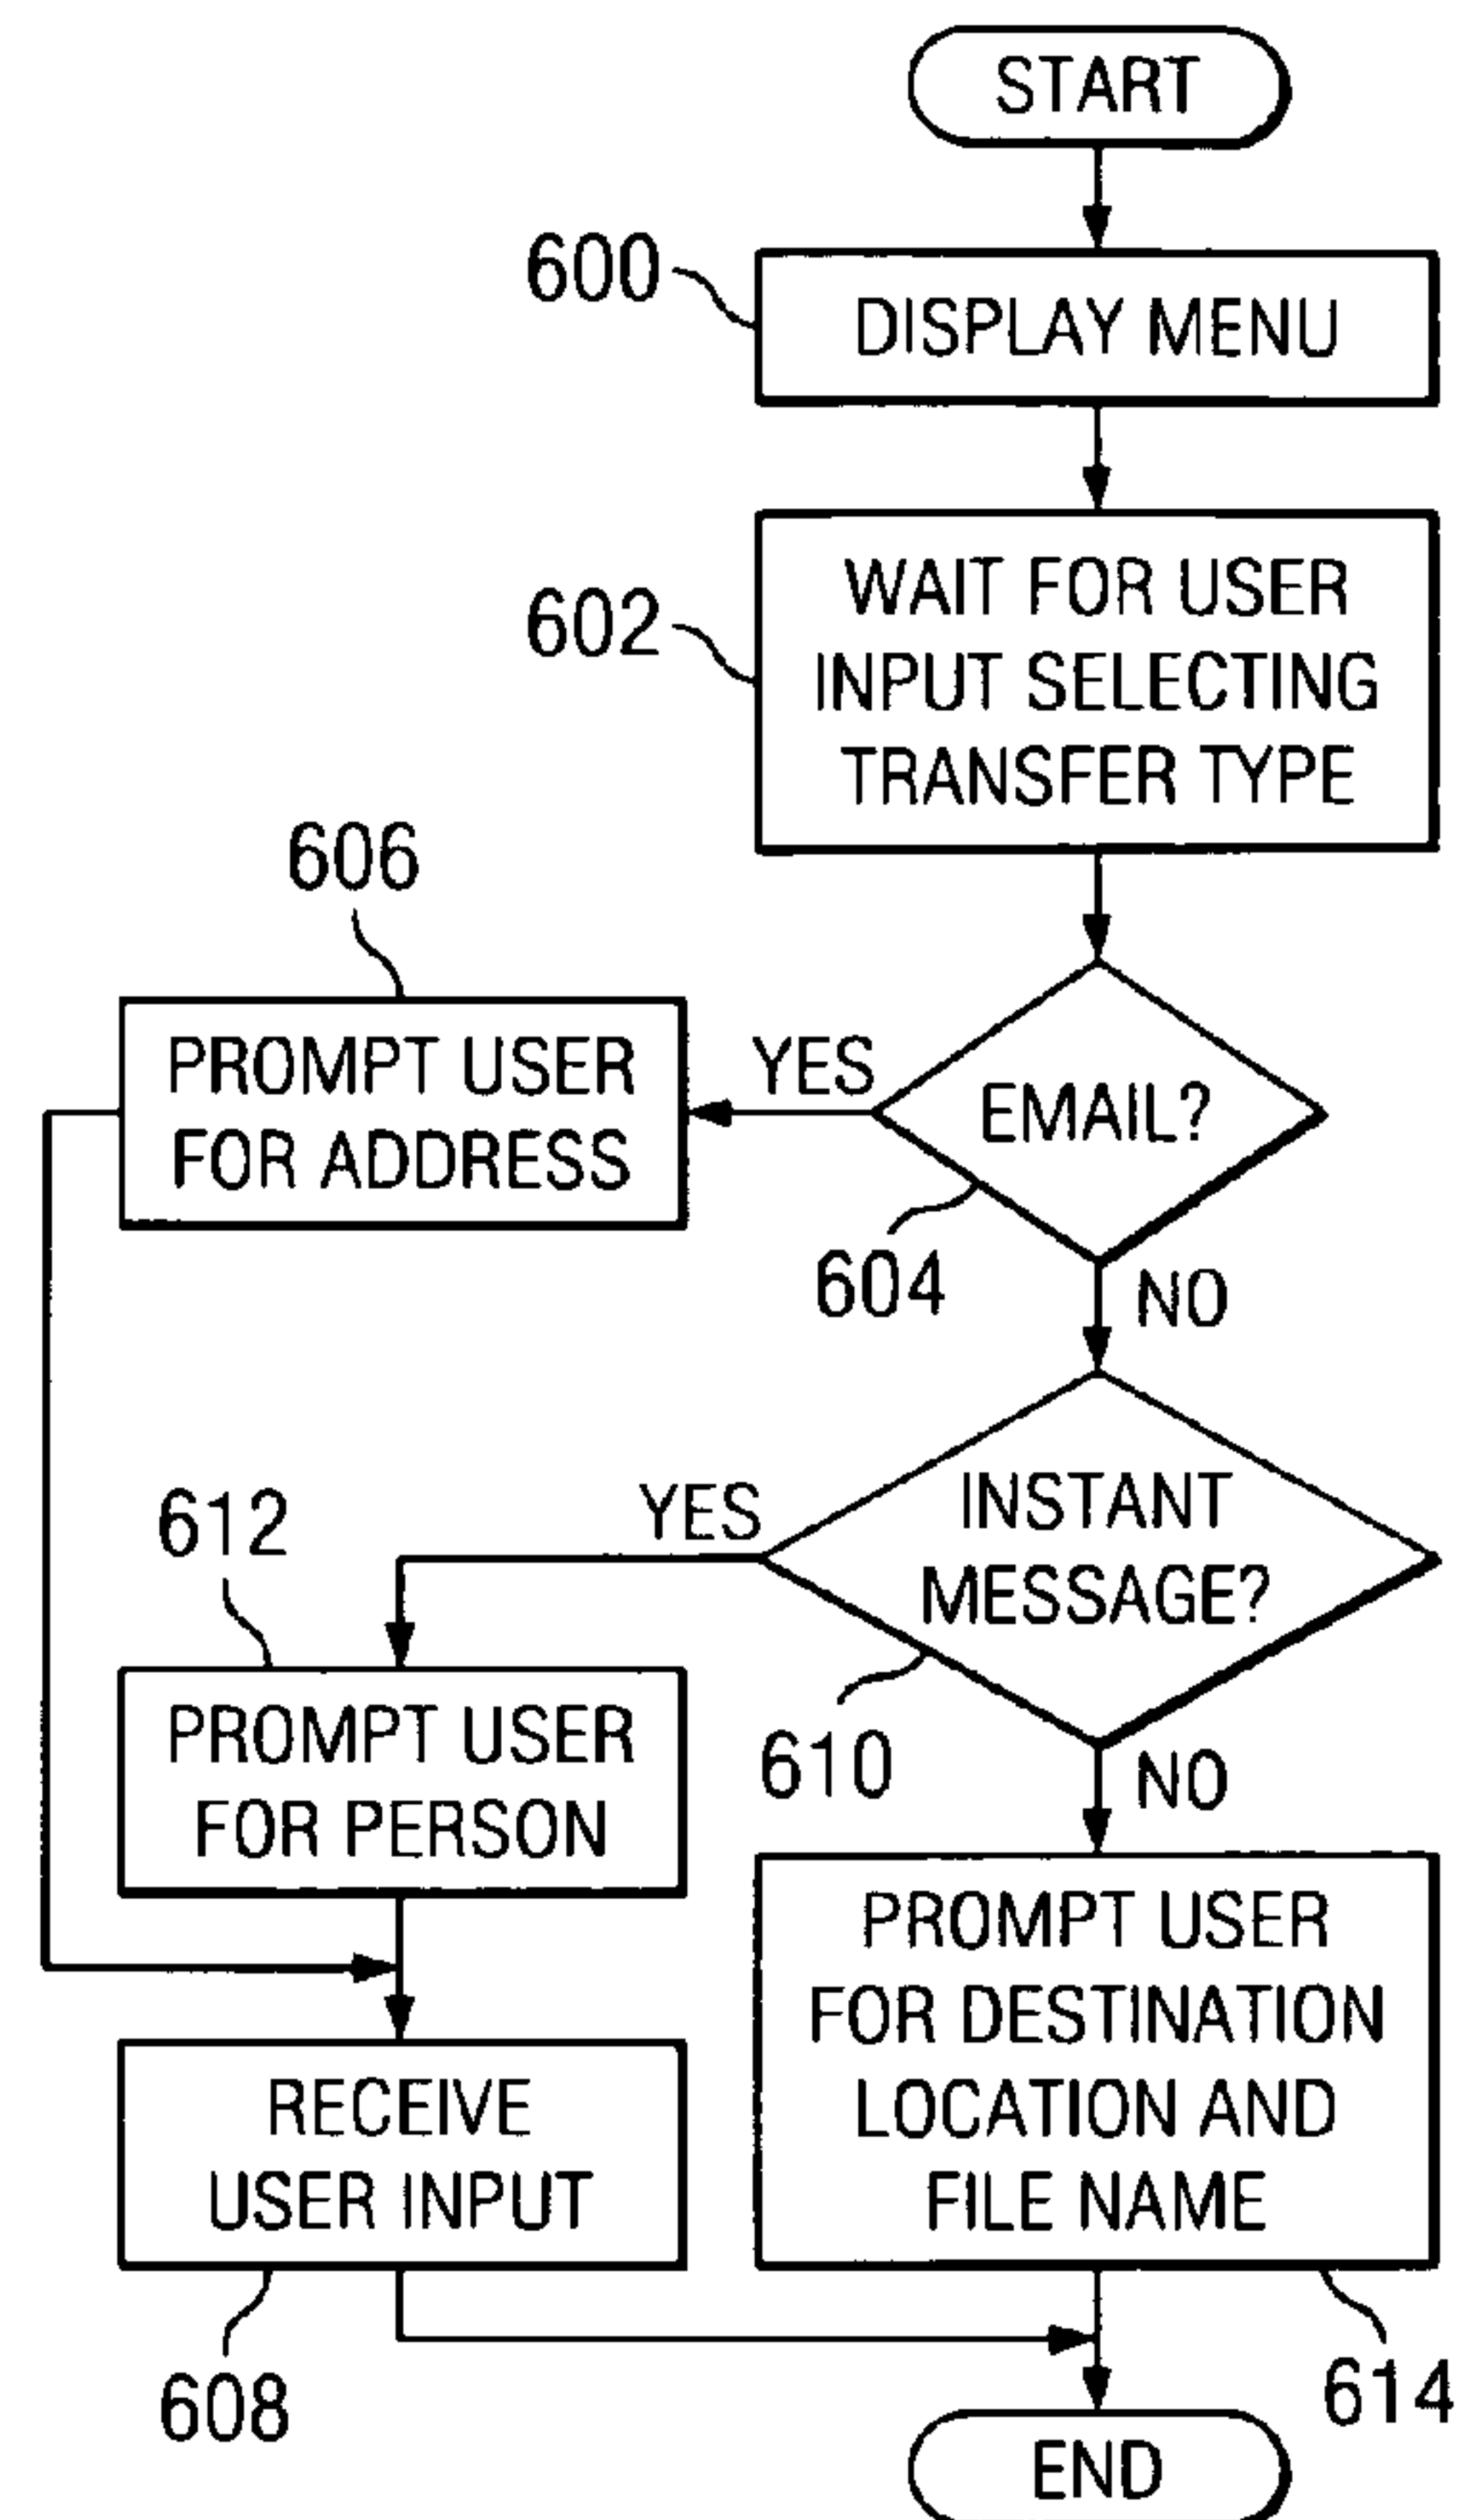 START
600
DISPLAY MENU
602
WAIT FOR USER
INPUT SELECTING
TRANSFER TYPE
606
PROMPT USER
FOR ADDRESS
YES
EMAIL?
604
NO
612
YES
INSTANT
MESSAGE?
610
NO
PROMPT USER
FOR PERSON
PROMPT USER
FOR DESTINATION
LOCATION AND
FILE NAME
RECEIVE
USER INPUT
608
614
END